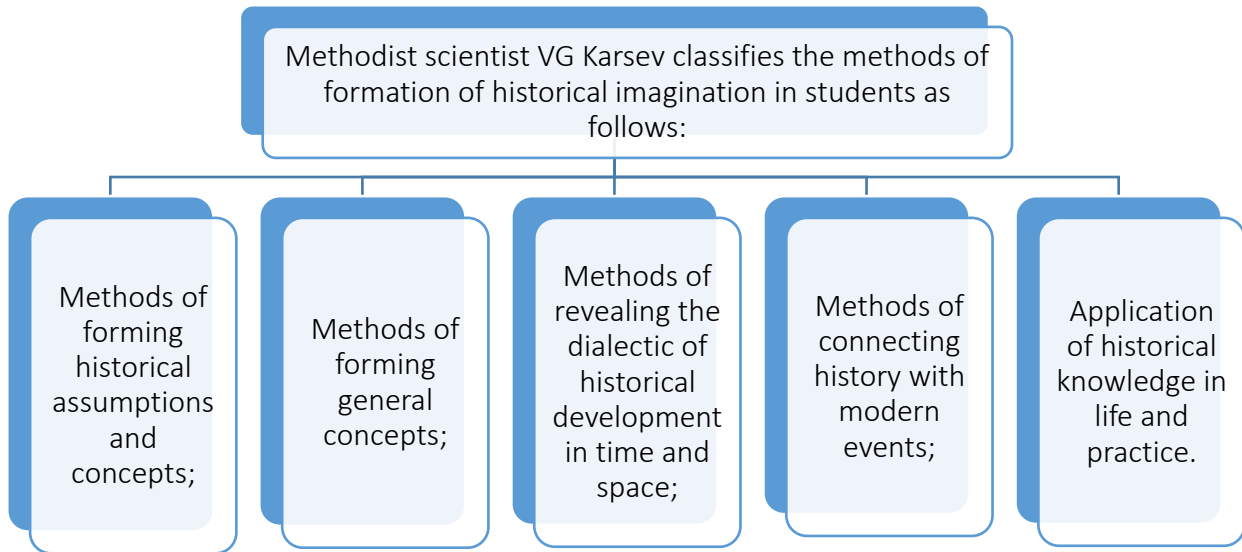 Methodist scientist VG Karsev classifies the methods of
formation of historical imagination in students as
follows:
Methods of
forming
historical
assumptions
and
concepts;
Methods of
forming
general
concepts;
Methods of
revealing the
dialectic of
historical
development
in time and
space;
Methods of
connecting
history with
modern
events;
Application
of historical
knowledge in
life and
practice.